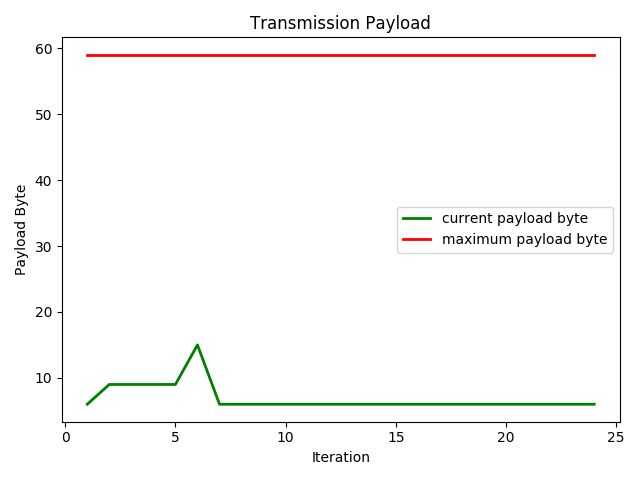 Transmission Payload
60
50
40
30
20
10
Payload Byte
current payload byte
maximum payload byte
0 5 10 15 20 25
Iteration